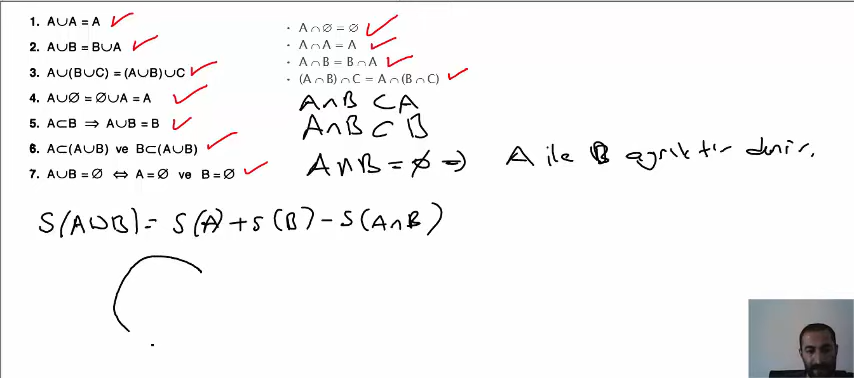 1. A∪A = A
2. A∪B = B∪A
3. A∪(B∪C) = (A∪B)∪C
4. A∪∅ = ∅∪A = A
5. A⊂B ⇒ A∪B = B
6. A⊂(A∪B) ve B⊂(A∪B)
7. A∪B = ∅ ⇔ A = ∅ ve B = ∅
· A∩∅ = ∅
· A∩A = A
· A∩B = B∩A
· (A∩B)∩C = A∩(B∩C)
A∩B ⊂ A
A∩B ⊂ B
A∩B = ∅ ⇒ A ile B ayrıktır denir.
S(A∪B) = S(A) + s(B) - S(A∩B)